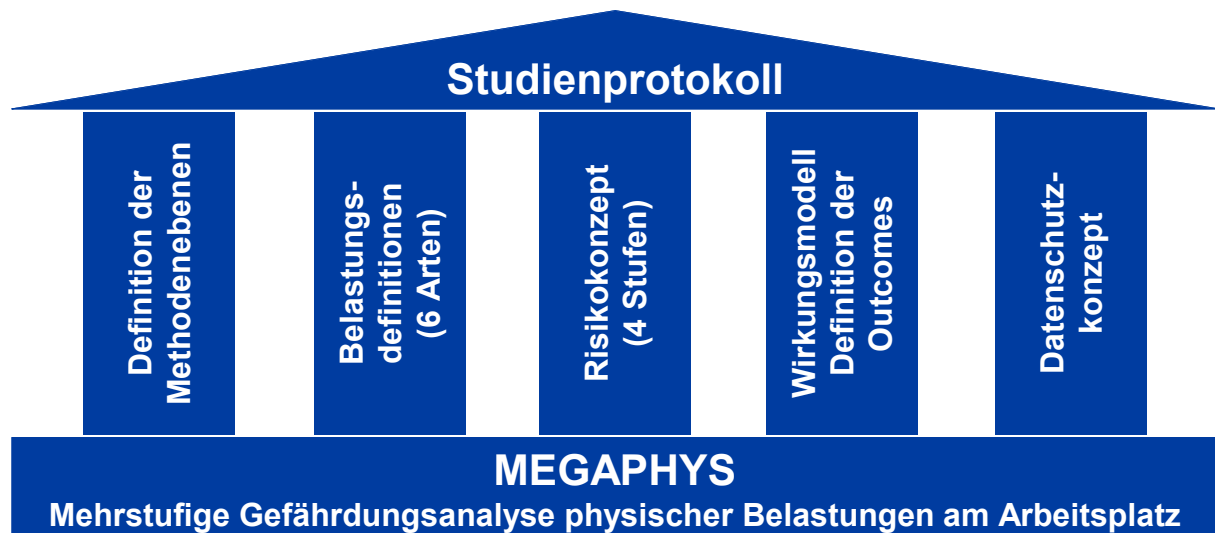 Studienprotokoll
Definition der
Methodenebenen
Belastungs-
definitionen
(6 Arten)
Risikokonzept
(4 Stufen)
Wirkungsmodell
Definition der
Outcomes
Datenschutz-
konzept
MEGAPHYS
Mehrstufige Gefährdungsanalyse physischer Belastungen am Arbeitsplatz